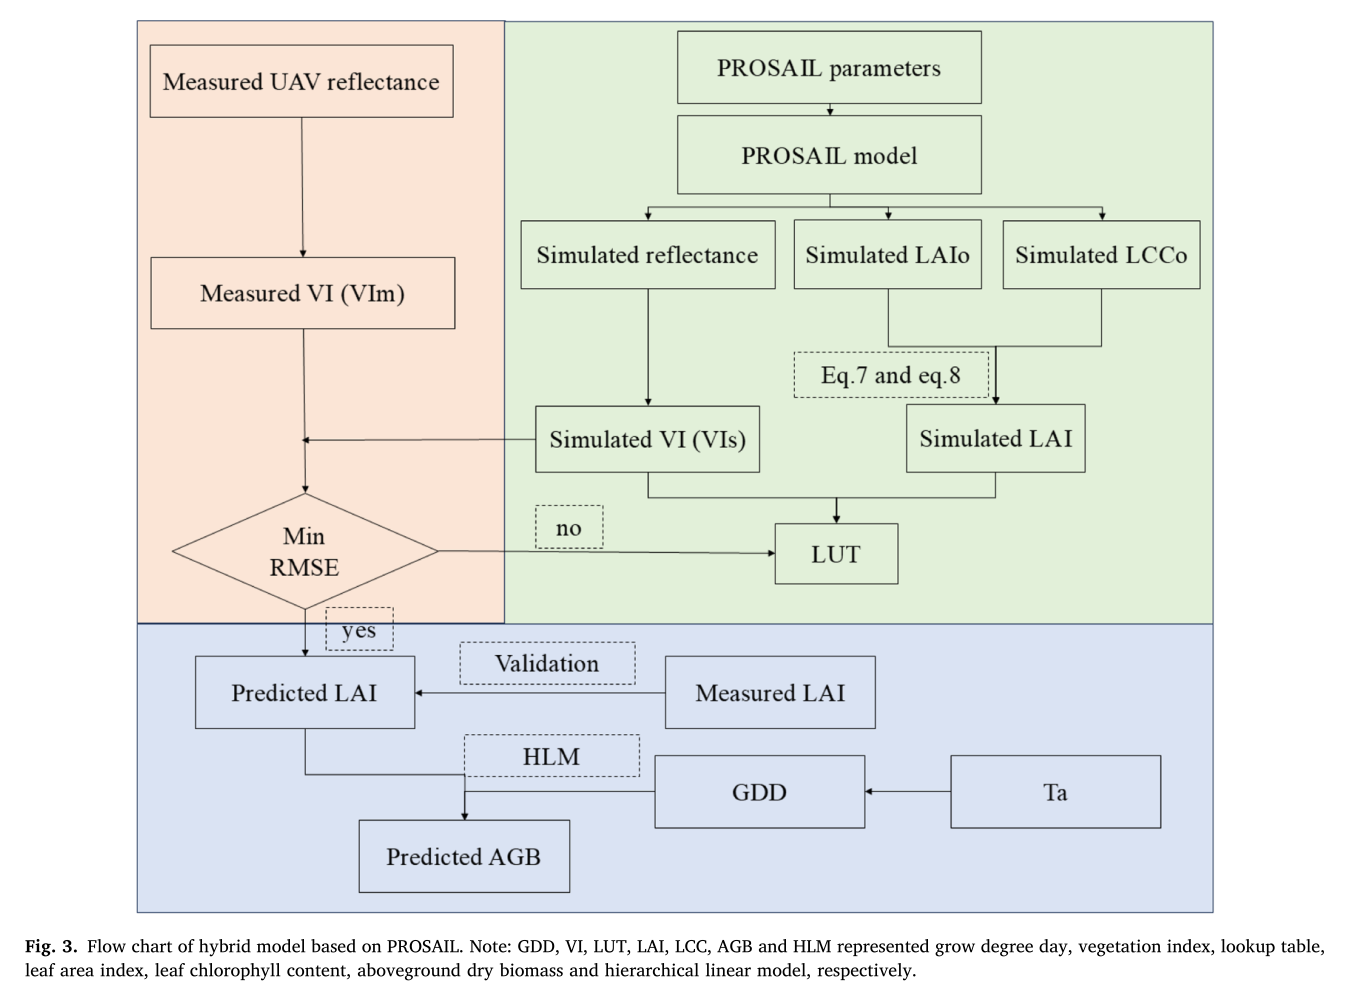 Measured UAV reflectance
Measured VI (VIm)
Min
RMSE
PROSAIL parameters
PROSAIL model
Simulated reflectance
Simulated LAIo
Simulated LCCo
Eq.7 and eq.8
Simulated VI (VIs)
Simulated LAI
no
LUT
yes
Validation
Predicted LAI
Measured LAI
HLM
GDD
Ta
Predicted AGB
Fig. 3. Flow chart of hybrid model based on PROSAIL. Note: GDD, VI, LUT, LAI, LCC, AGB and HLM represented grow degree day, vegetation index, lookup table,
leaf area index, leaf chlorophyll content, aboveground dry biomass and hierarchical linear model, respectively.